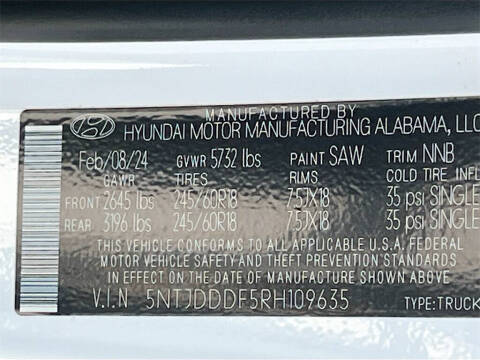 MANUFACTURED BY
HYUNDAI MOTOR MANUFACTURING ALABAMA, LLC
Feb/08/24 GVWR 5732 lbs PAINT SAW TRIM NNB
GAWR TIRES RIMS COLD TIRE INFL
FRONT 2645 lbs 245/60R18 7.5JX18 35 psi SINGLE
REAR 3196 lbs 245/60R18 7.5JX18 35 psi SINGLE
THIS VEHICLE CONFORMS TO ALL APPLICABLE U.S. FEDERAL
MOTOR VEHICLE SAFETY, BUMPER, AND
THEFT PREVENTION STANDARDS IN EFFECT ON THE
DATE OF MANUFACTURE SHOWN ABOVE.
V.I.N 5NTJDDDF5RH109635 TYPE:TRUCK